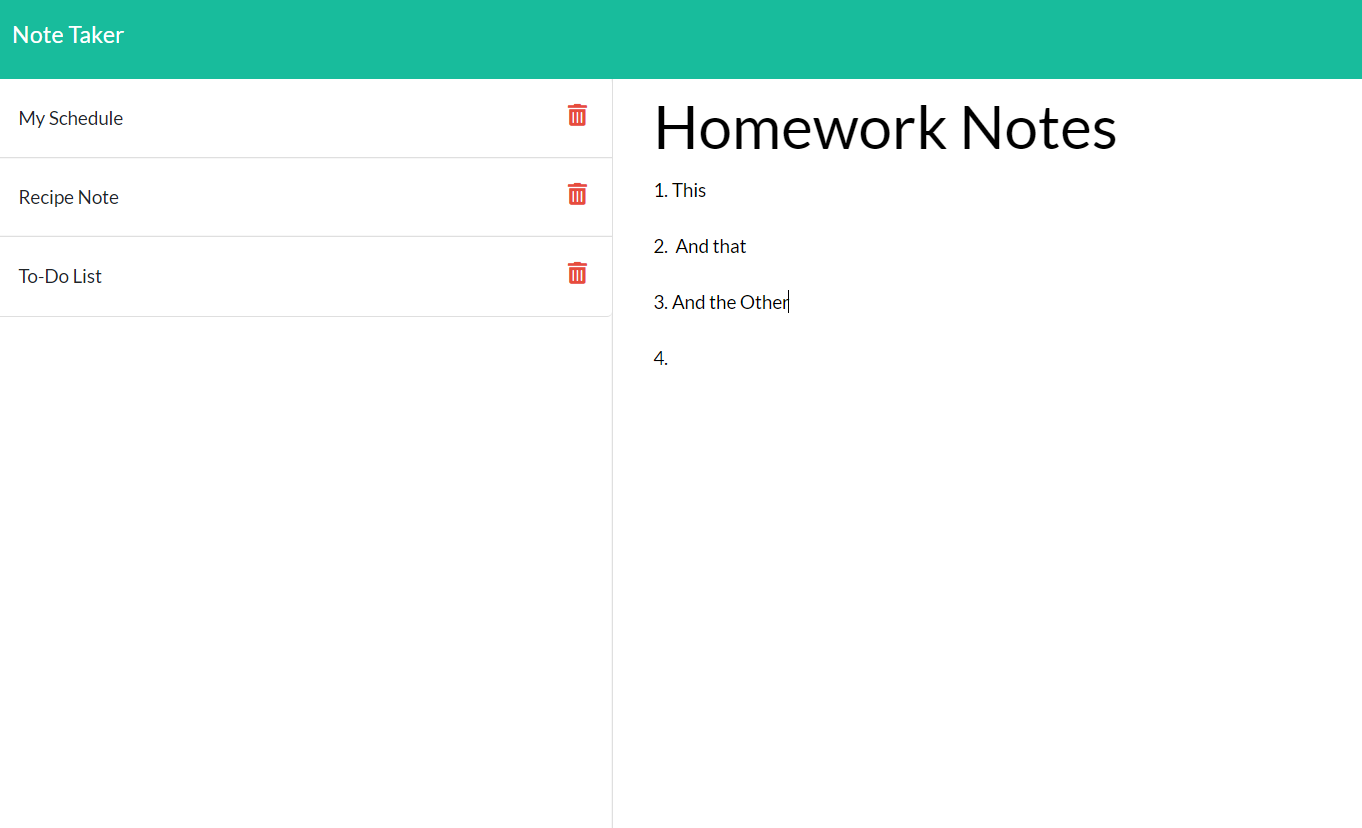 Note Taker
My Schedule
Recipe Note
To-Do List
Homework Notes
1. This
2.  And that
3. And the Other
4.